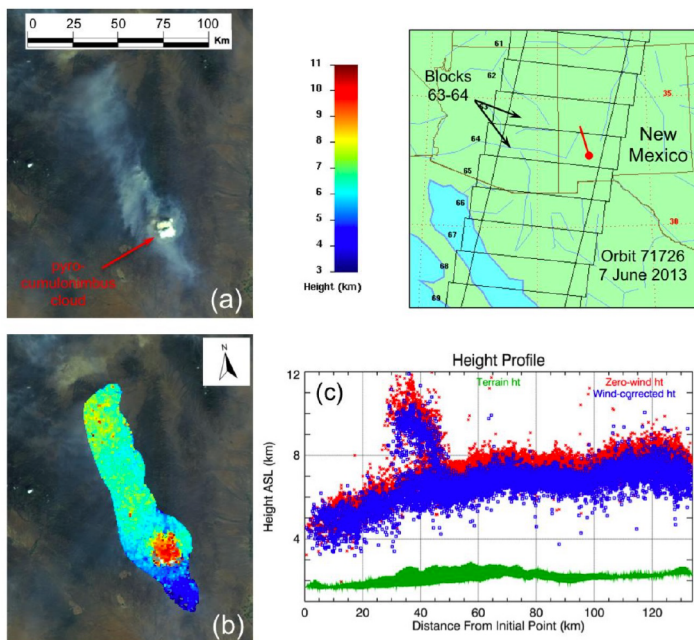 0 25 50 75 100
Km
pyro-
cumulonimbus
cloud
(a)
11
10
9
8
7
6
5
4
3
Height (km)
61
62
63
64
65
66
67
68
69
Blocks
63-64
35
New
Mexico
30
Orbit 71726
7 June 2013
N
(b)
Height Profile
(c)
Terrain ht
Zero-wind ht
Wind-corrected ht
12
10
8
6
4
Height ASL (km)
0 20 40 60 80 100 120
Distance From Initial Point (km)